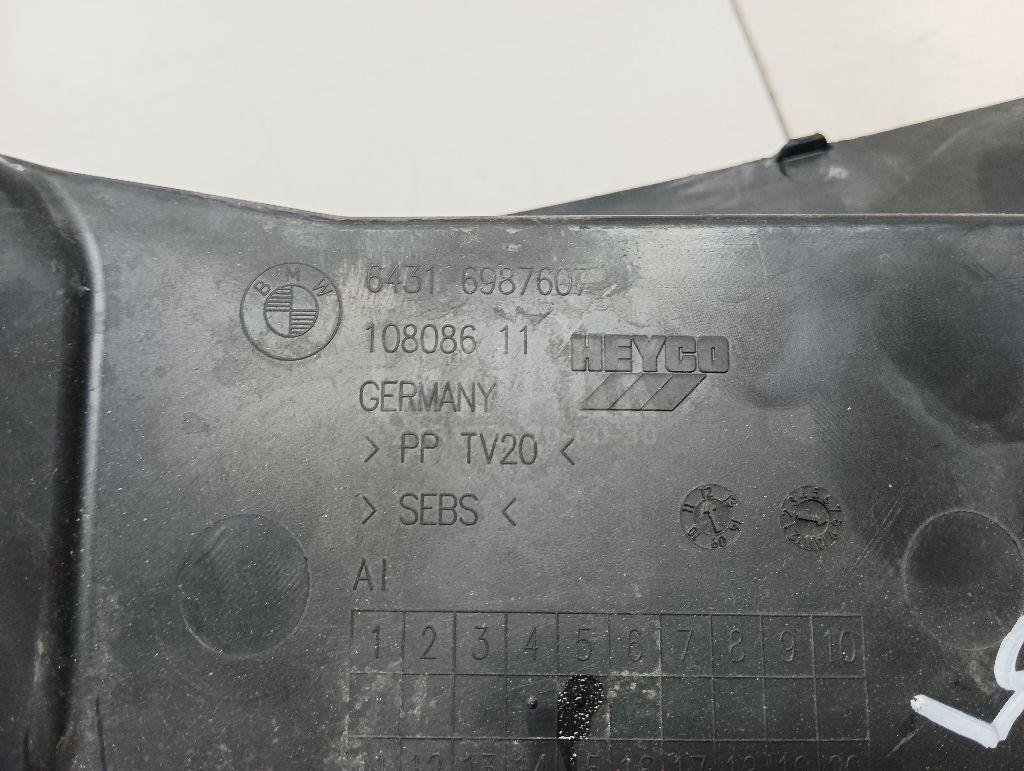 BMW
6431 6987607
108086 11
HEYCO
GERMANY
> PP TV20 <
> SEBS <
AI
1 2 3 4 5 6 7 8 9 10